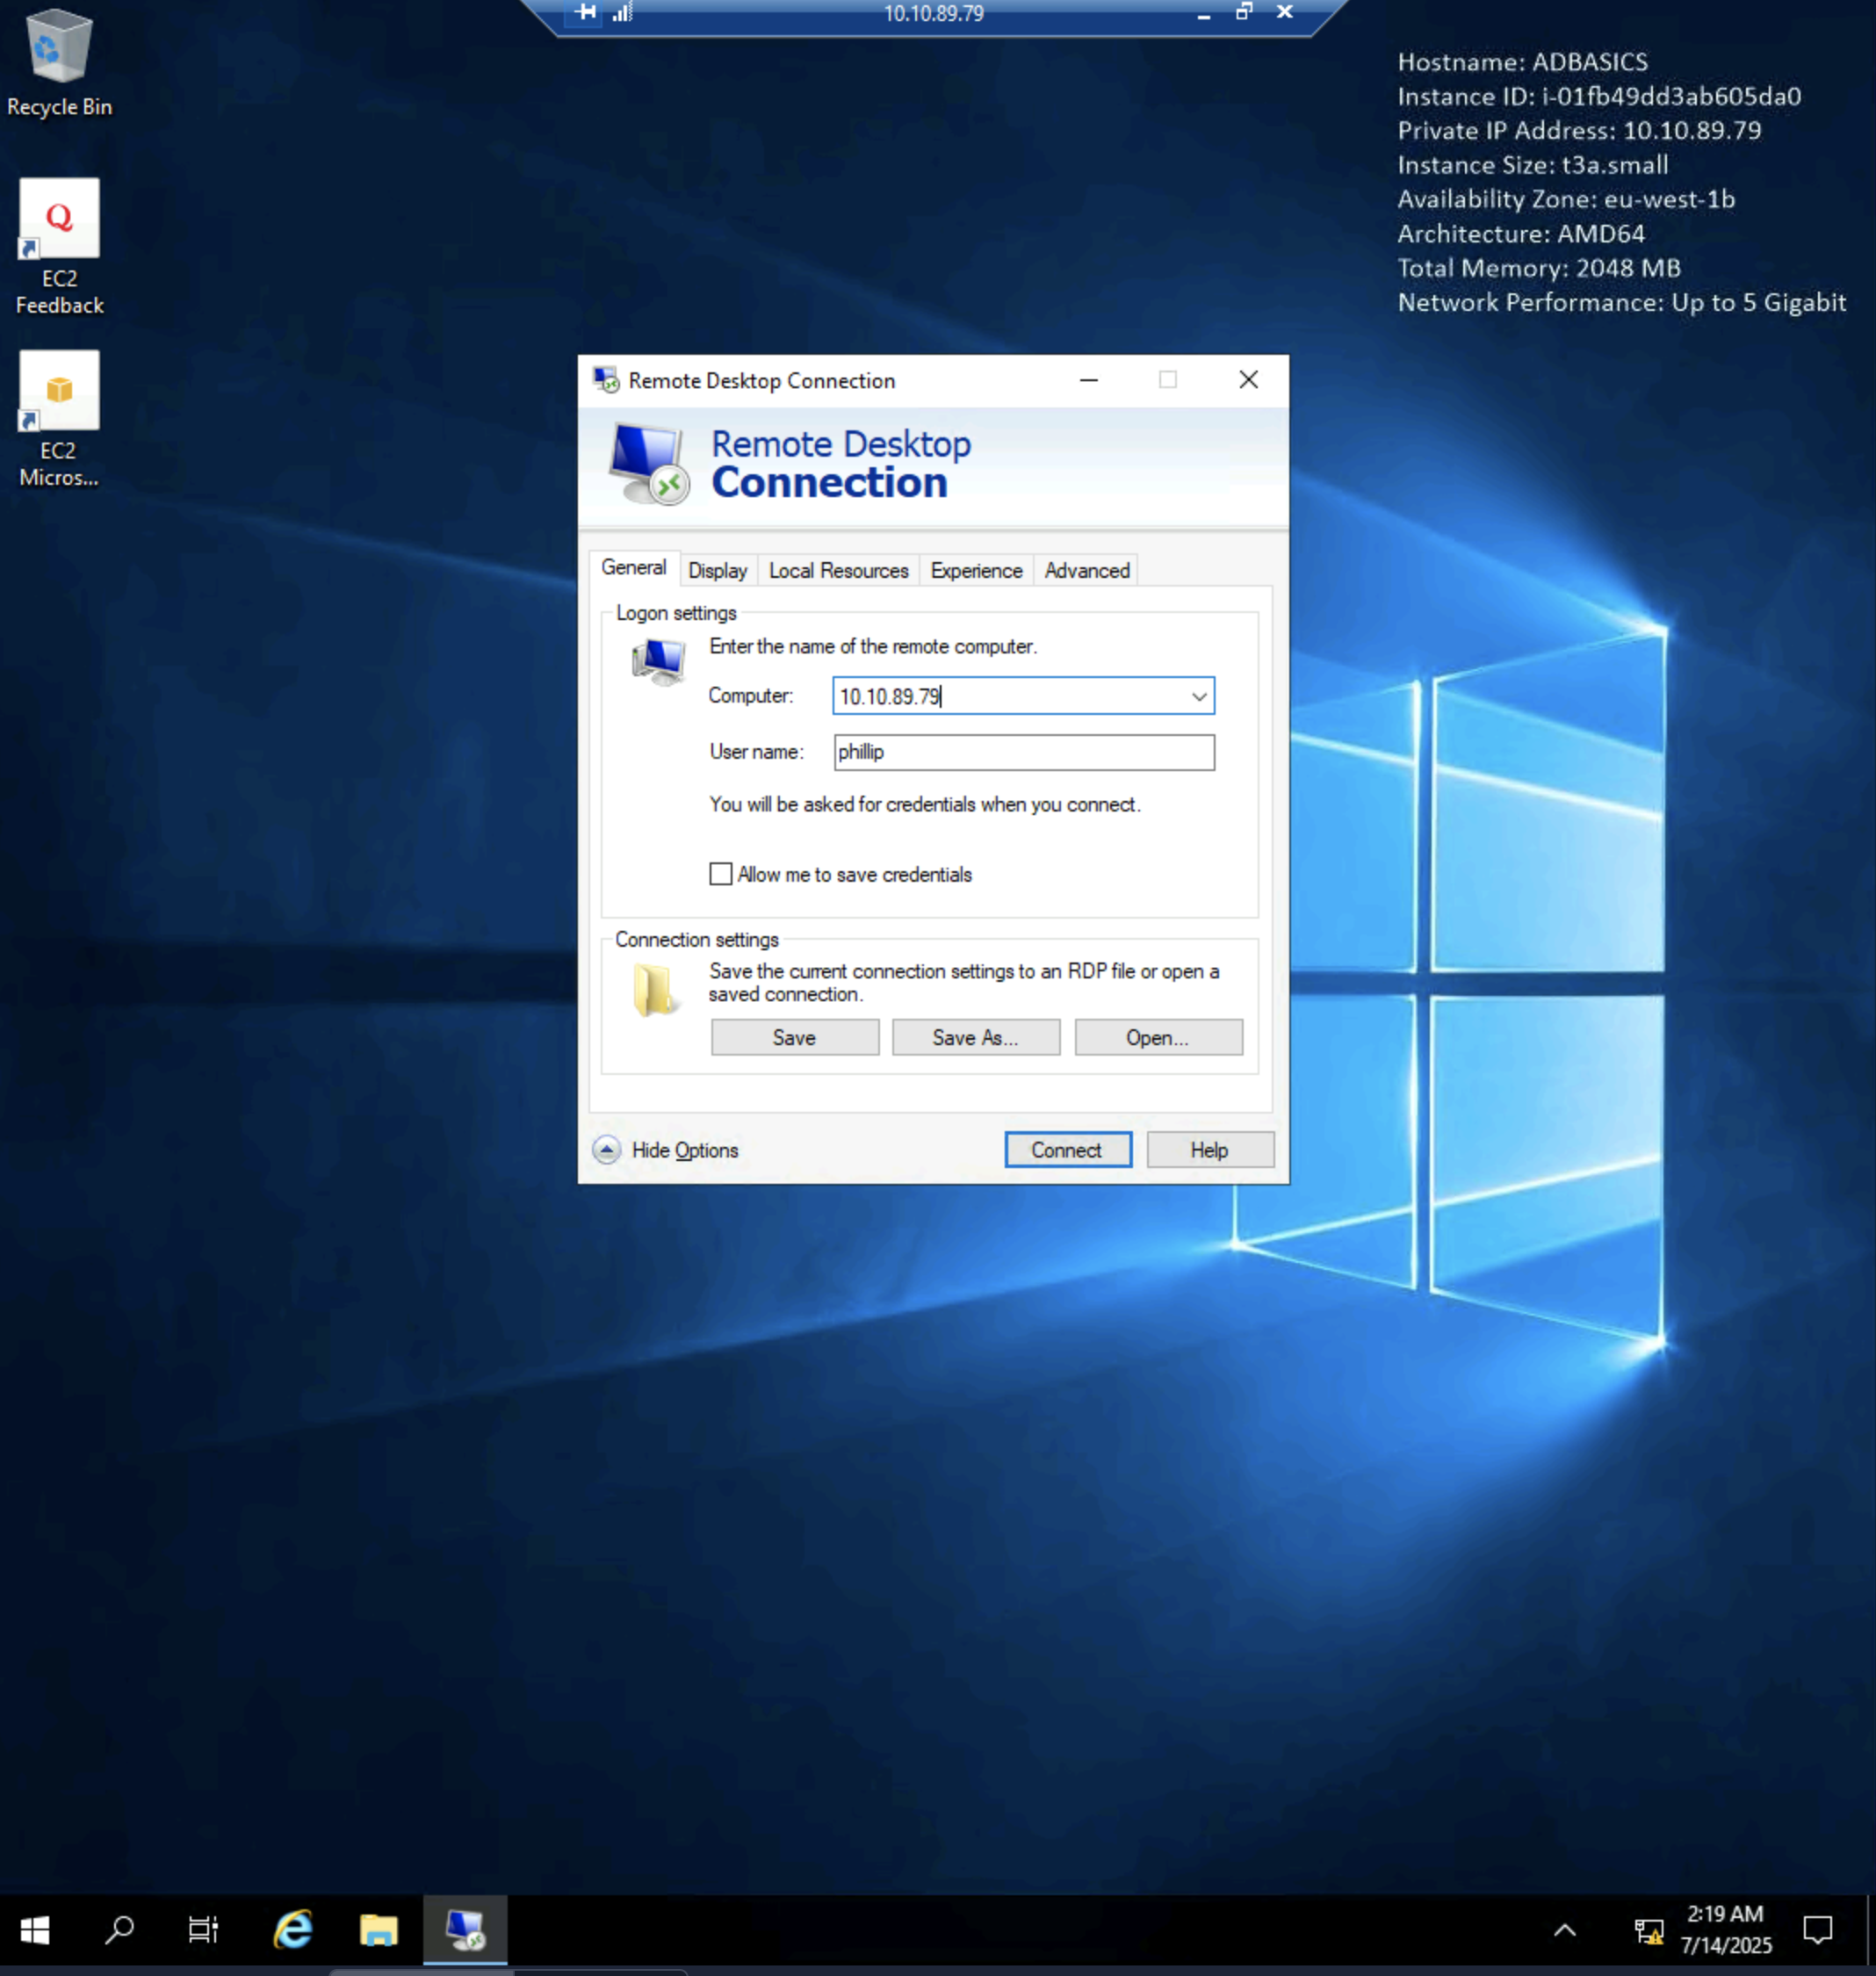 10.10.89.79
Recycle Bin
Q
EC2
Feedback
EC2
Micros...
Hostname: ADBASICS
Instance ID: i-01fb49dd3ab605da0
Private IP Address: 10.10.89.79
Instance Size: t3a.small
Availability Zone: eu-west-1b
Architecture: AMD64
Total Memory: 2048 MB
Network Performance: Up to 5 Gigabit
Remote Desktop Connection
Remote Desktop
Connection
General Display Local Resources Experience Advanced
Logon settings
Enter the name of the remote computer.
Computer: 10.10.89.79
User name: phillip
You will be asked for credentials when you connect.
Allow me to save credentials
Connection settings
Save the current connection settings to an RDP file or open a
saved connection.
Save Save As... Open...
Hide Options Connect Help
2:19 AM
7/14/2025